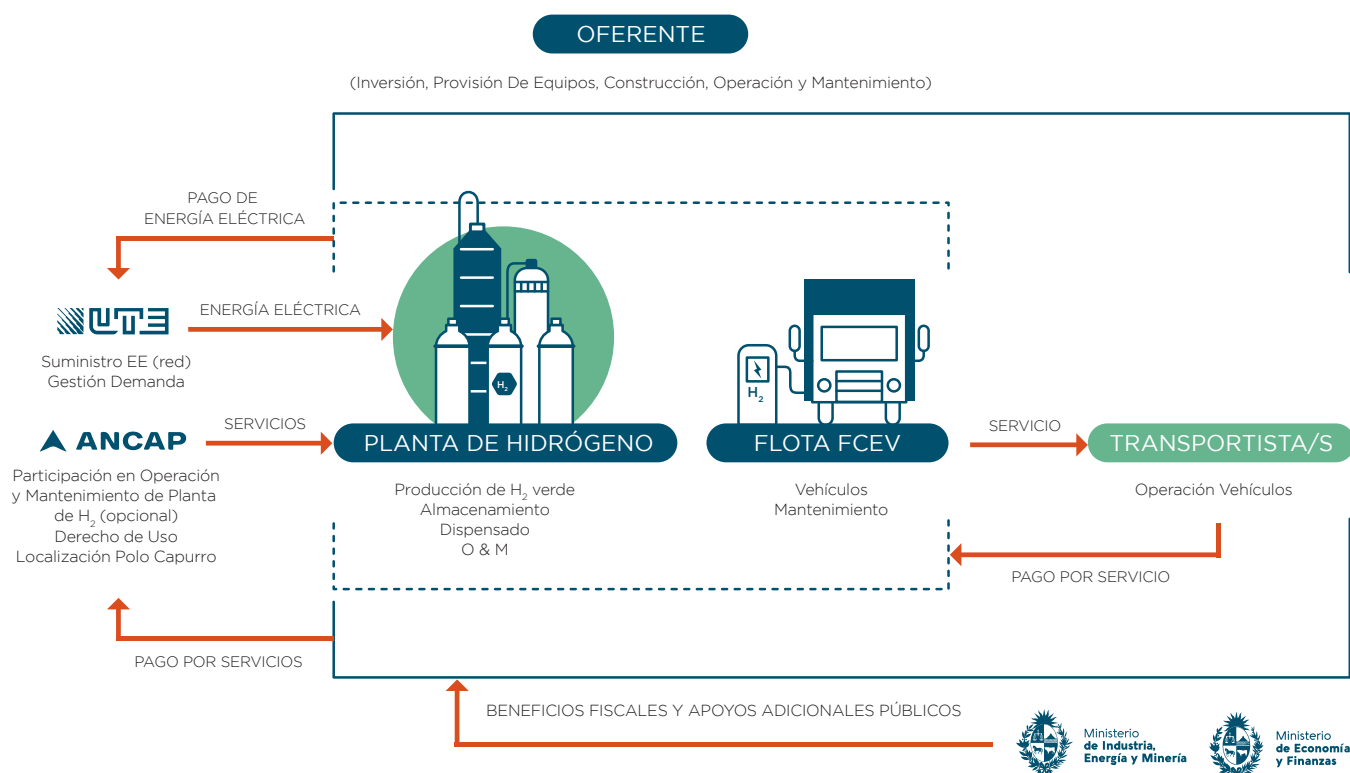 OFERENTE
(Inversión, Provisión De Equipos, Construcción, Operación y Mantenimiento)
PAGO DE
ENERGÍA ELÉCTRICA
UTE
ENERGÍA ELÉCTRICA
Suministro EE (red)
Gestión Demanda
H₂
H₂
ANCAP
SERVICIOS
PLANTA DE HIDRÓGENO
FLOTA FCEV
SERVICIO
TRANSPORTISTA/S
Participación en Operación
y Mantenimiento de Planta
de H₂ (opcional)
Derecho de Uso
Localización Polo Capurro
Producción de H₂ verde
Almacenamiento
Dispensado
O & M
Vehículos
Mantenimiento
Operación Vehículos
PAGO POR SERVICIO
PAGO POR SERVICIOS
BENEFICIOS FISCALES Y APOYOS ADICIONALES PÚBLICOS
Ministerio
de Industria,
Energía y Minería
Ministerio
de Economía
y Finanzas